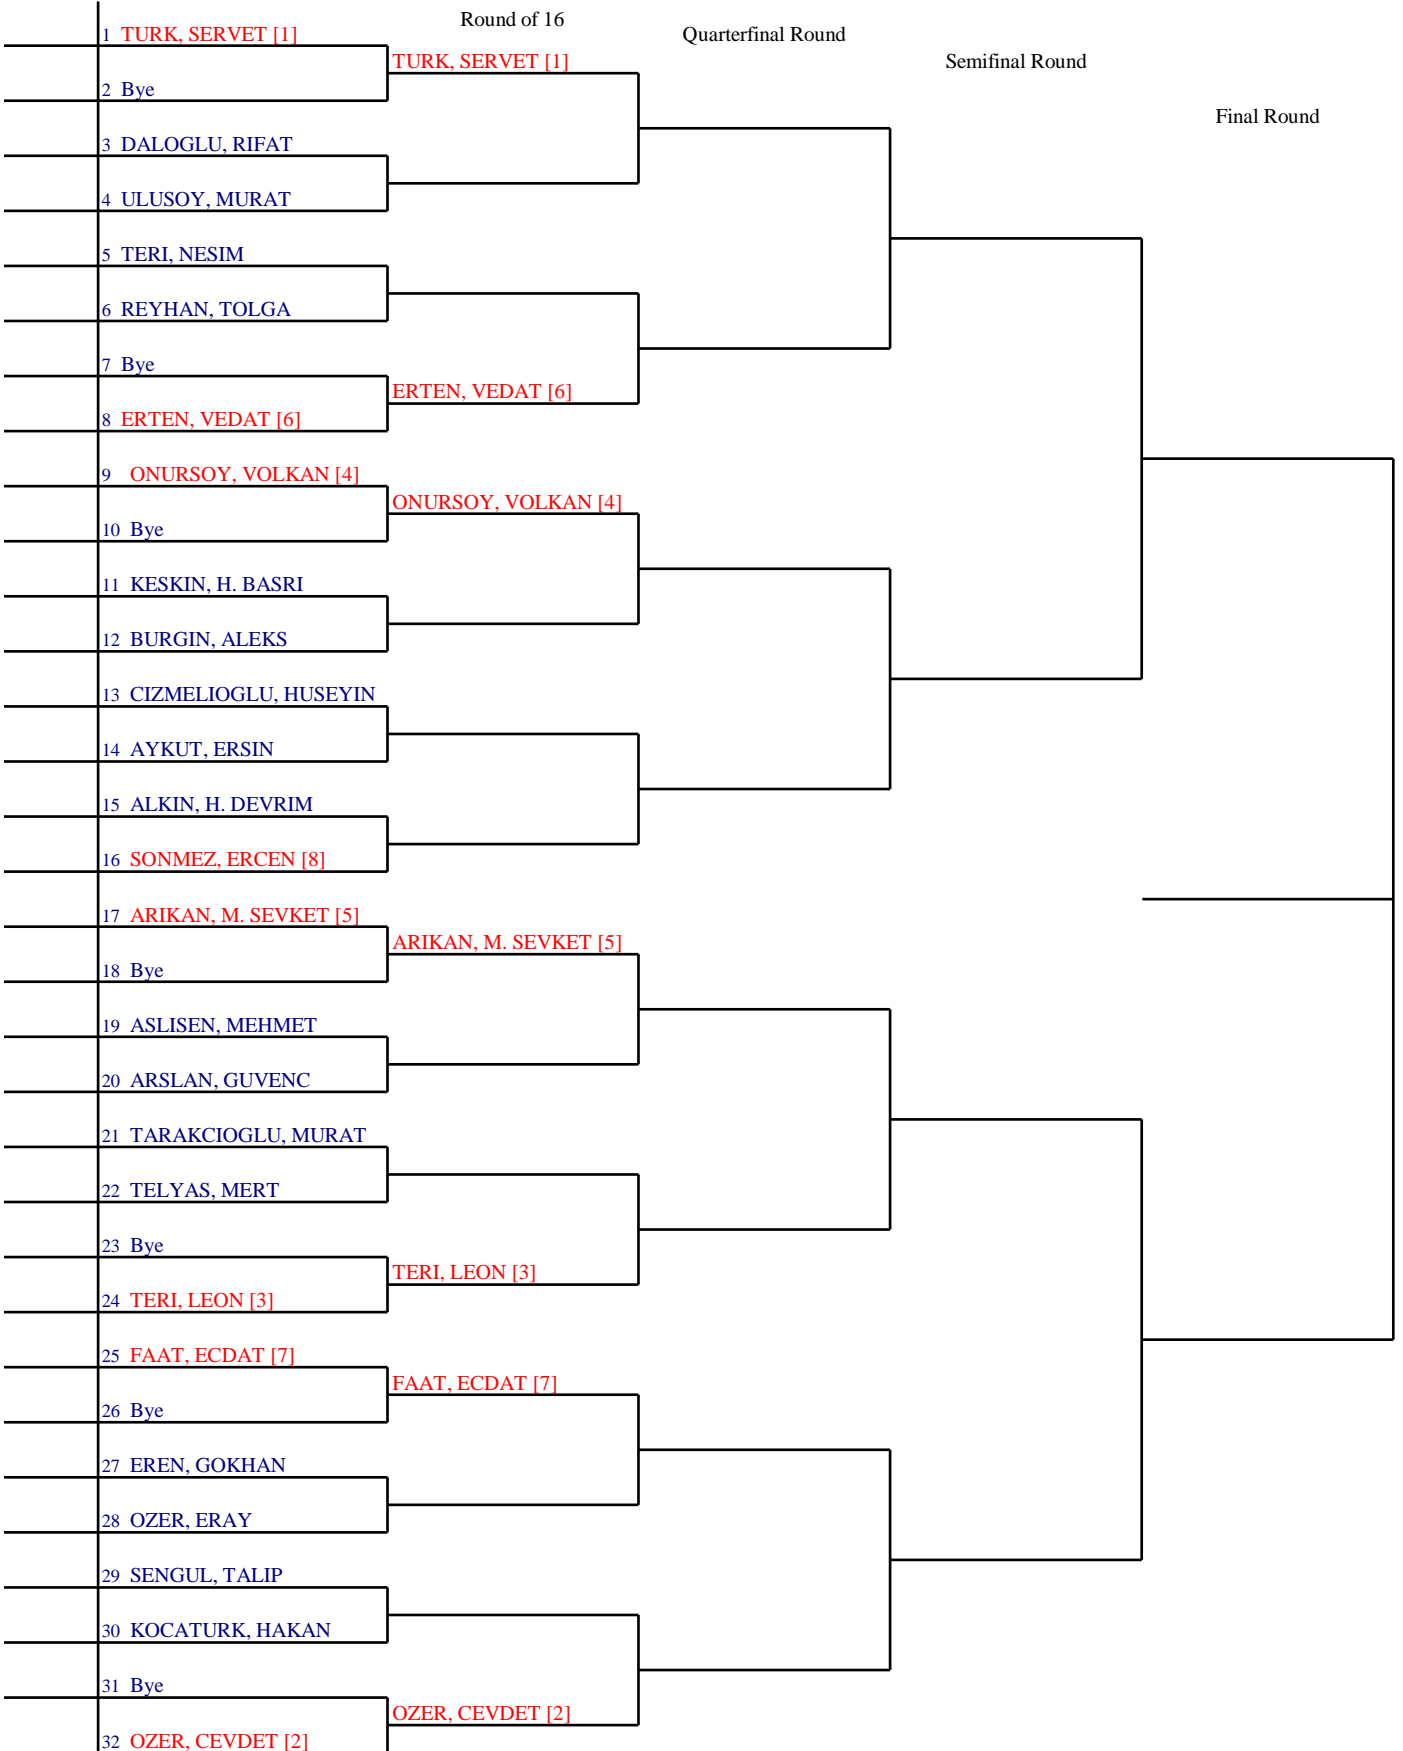 Round of 16
Quarterfinal Round
Semifinal Round
Final Round
1 TURK, SERVET [1]
TURK, SERVET [1]
2 Bye
3 DALOGLU, RIFAT
4 ULUSOY, MURAT
5 TERI, NESIM
6 REYHAN, TOLGA
7 Bye
ERTEN, VEDAT [6]
8 ERTEN, VEDAT [6]
9 ONURSOY, VOLKAN [4]
ONURSOY, VOLKAN [4]
10 Bye
11 KESKIN, H. BASRI
12 BURGIN, ALEKS
13 CIZMELIOGLU, HUSEYIN
14 AYKUT, ERSIN
15 ALKIN, H. DEVRIM
16 SONMEZ, ERCEN [8]
17 ARIKAN, M. SEVKET [5]
ARIKAN, M. SEVKET [5]
18 Bye
19 ASLISEN, MEHMET
20 ARSLAN, GUVENC
21 TARAKCIOGLU, MURAT
22 TELYAS, MERT
23 Bye
TERI, LEON [3]
24 TERI, LEON [3]
25 FAAT, ECDAT [7]
FAAT, ECDAT [7]
26 Bye
27 EREN, GOKHAN
28 OZER, ERAY
29 SENGUL, TALIP
30 KOCATURK, HAKAN
31 Bye
OZER, CEVDET [2]
32 OZER, CEVDET [2]